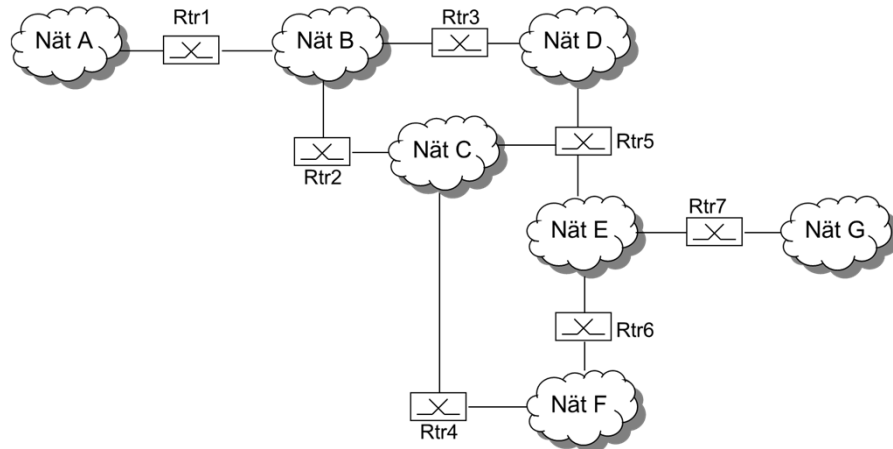 Rtr1
Rtr3
Nät A
Nät B
Nät D
Nät C
Rtr5
Rtr2
Rtr7
Nät E
Nät G
Rtr6
Nät F
Rtr4